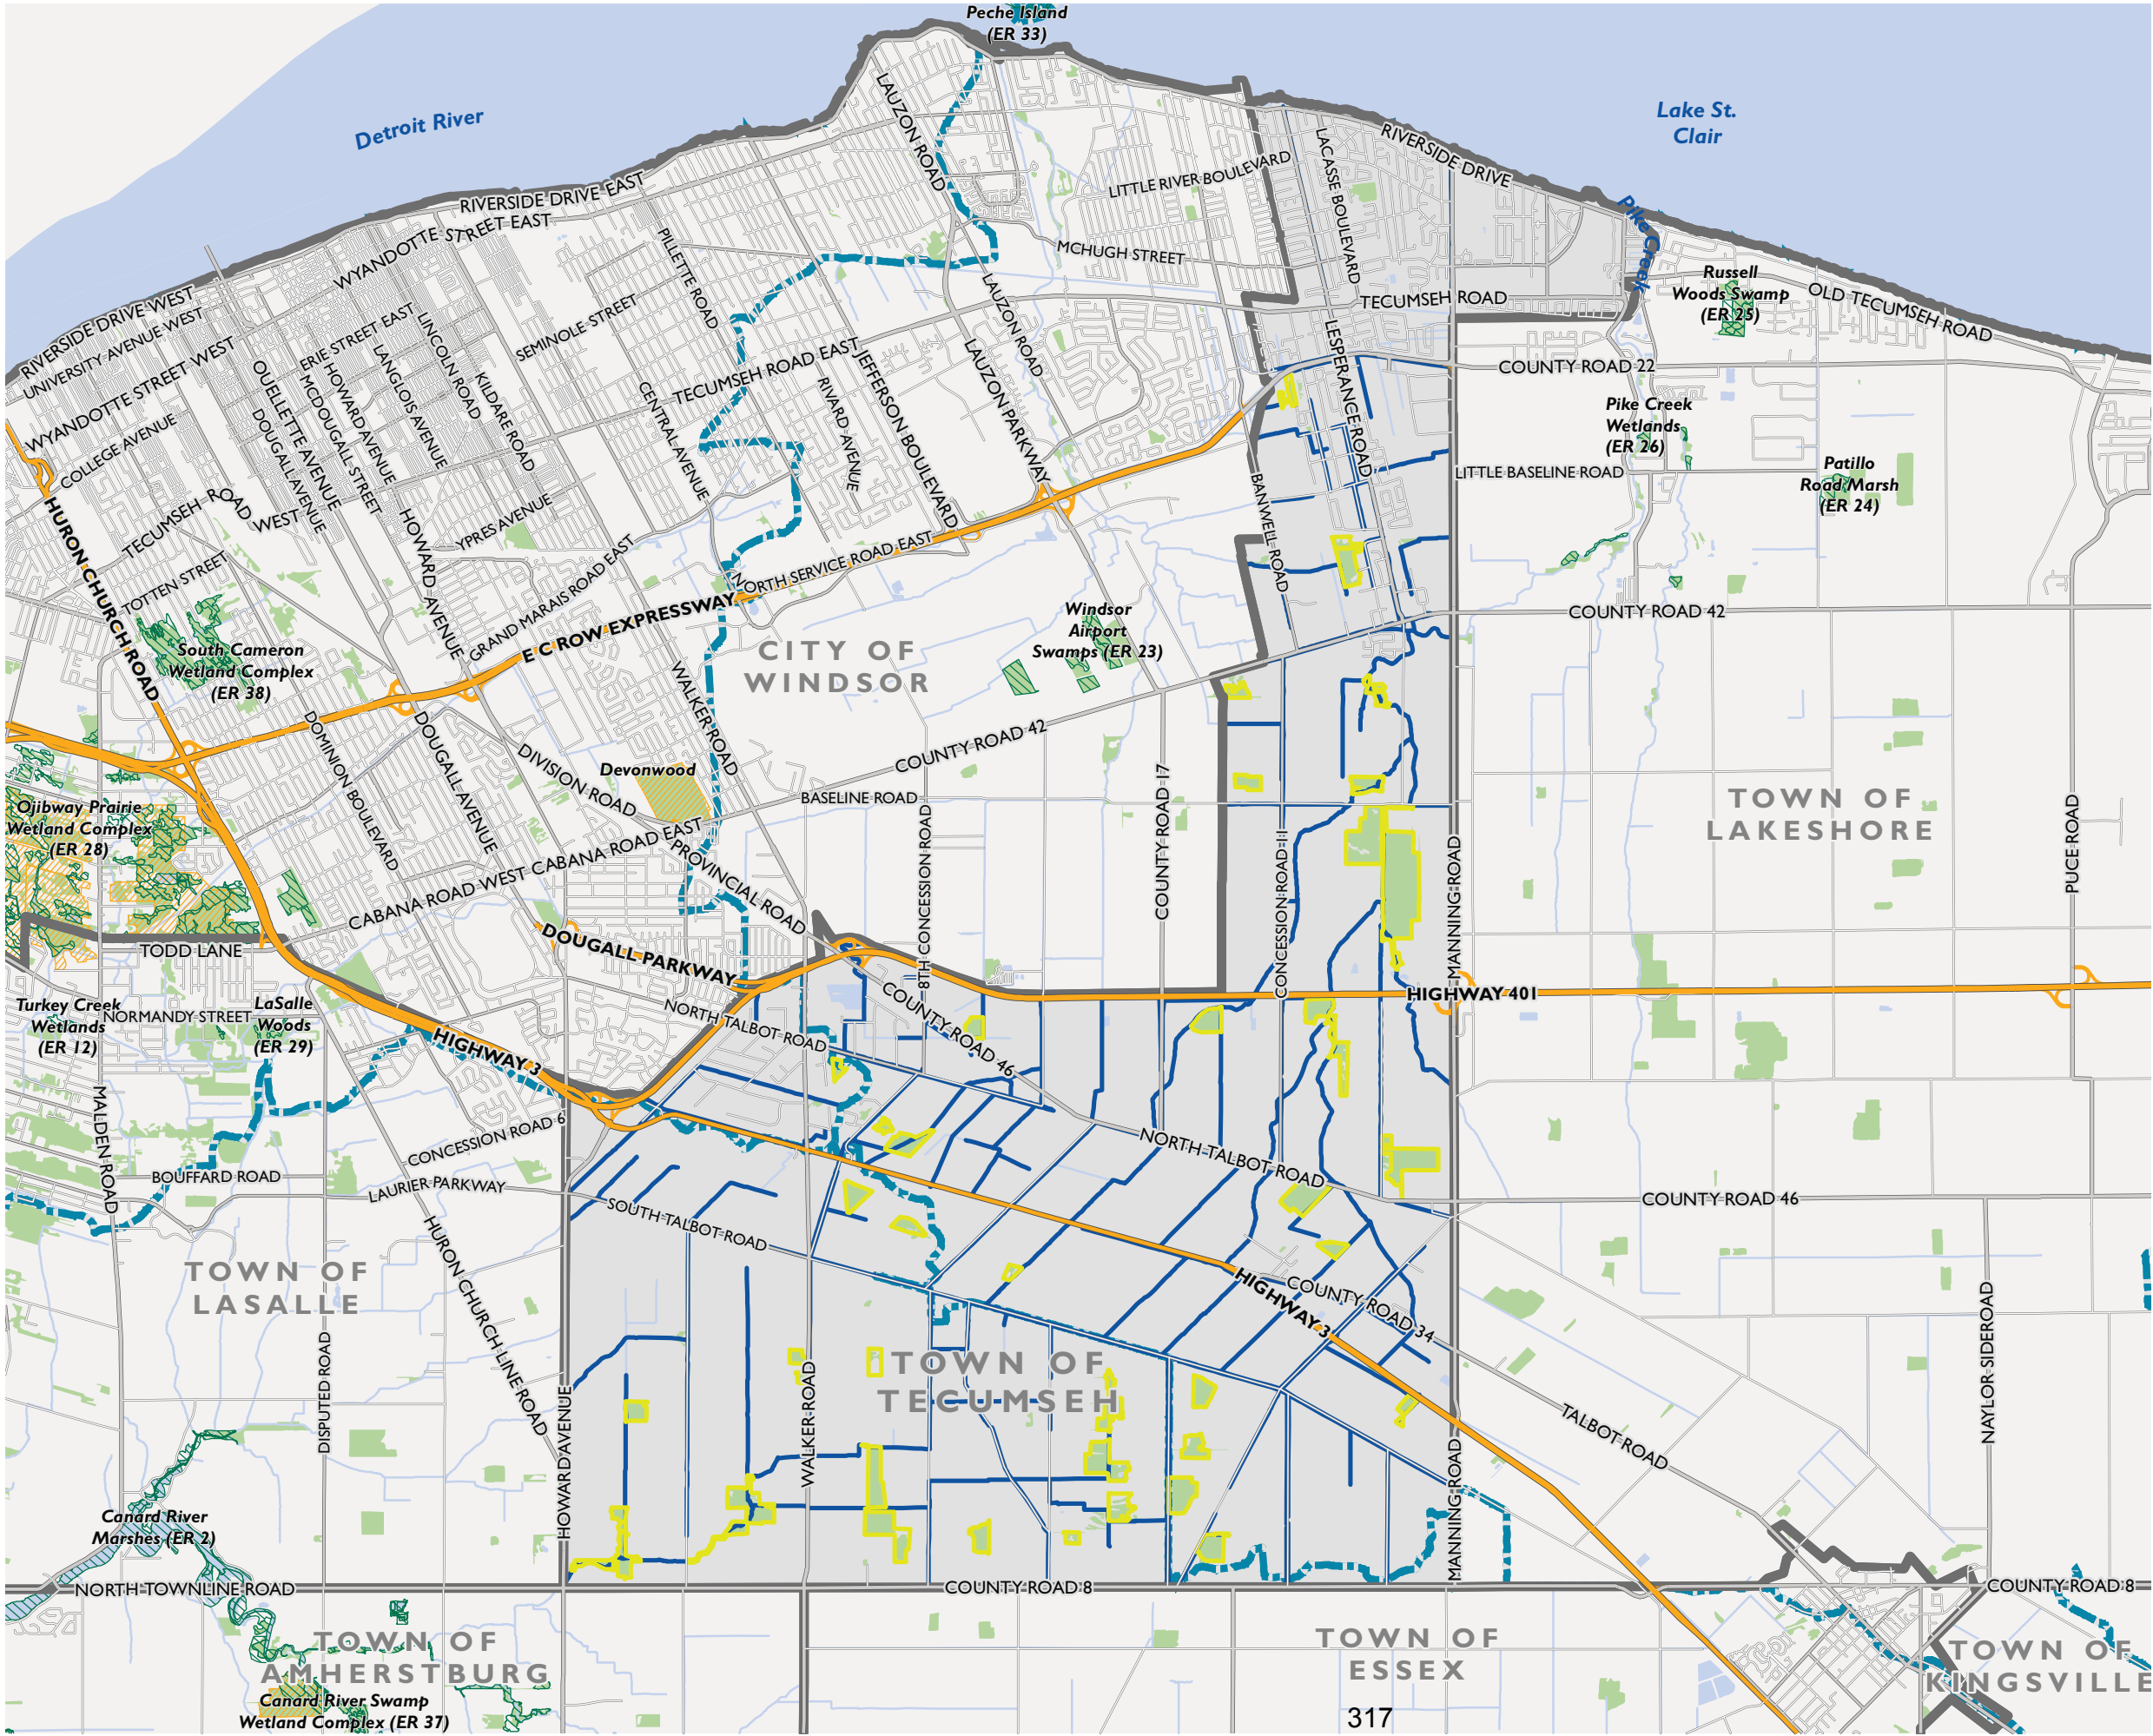 Peche Island
(ER 33)
Detroit River
Lake St.
Clair
LAUZON ROAD
RIVERSIDE DRIVE
LACASSE BOULEVARD
LITTLE RIVER BOULEVARD
RIVERSIDE DRIVE EAST
WYANDOTTE STREET EAST
PILLETTE ROAD
MCHUGH STREET
Pike Creek
Russell
Woods Swamp
(ER 25)
OLD TECUMSEH ROAD
TECUMSEH ROAD
RIVERSIDE DRIVE WEST
UNIVERSITY AVENUE WEST
WYANDOTTE STREET WEST
COLLEGE AVENUE
ERIE STREET EAST
LINCOLN ROAD
SEMINOLE STREET
LAUZON ROAD
LAUZON PARKWAY
LESPERANCE ROAD
COUNTY ROAD 22
OUELLETTE AVENUE
DOUGALL AVENUE
MCDOUGALL STREET
HOWARD AVENUE
LANGLOIS AVENUE
KILDARE ROAD
TECUMSEH ROAD EAST
JEFFERSON BOULEVARD
RIVARD AVENUE
CENTRAL AVENUE
Pike Creek
Wetlands
(ER 26)
LITTLE BASELINE ROAD
Patillo
Road Marsh
(ER 24)
BANWELL ROAD
HURON CHURCH ROAD
TECUMSEH ROAD WEST
TOTTEN STREET
HOWARD AVENUE
YPRES AVENUE
GRAND MARAIS ROAD EAST
NORTH SERVICE ROAD EAST
E C ROW EXPRESSWAY
CITY OF
WINDSOR
Windsor
Airport
Swamps (ER 23)
COUNTY ROAD 42
South Cameron
Wetland Complex
(ER 38)
WALKER ROAD
DOMINION BOULEVARD
DOUGALL AVENUE
DIVISION ROAD
Devonwood
COUNTY ROAD 42
BASELINE ROAD
COUNTY ROAD 17
8TH CONCESSION ROAD
CONCESSION ROAD 11
MANNING ROAD
TOWN OF
LAKESHORE
PUCE ROAD
Ojibway Prairie
Wetland Complex
(ER 28)
CABANA ROAD WEST
CABANA ROAD EAST
PROVINCIAL ROAD
TODD LANE
DOUGALL PARKWAY
HIGHWAY 401
Turkey Creek
Wetlands
(ER 12)
NORMANDY STREET
LaSalle
Woods
(ER 29)
HIGHWAY 3
NORTH TALBOT ROAD
COUNTY ROAD 46
MALDEN ROAD
CONCESSION ROAD 6
BOUFFARD ROAD
LAURIER PARKWAY
NORTH TALBOT ROAD
COUNTY ROAD 46
SOUTH TALBOT ROAD
HURON CHURCH LINE ROAD
TOWN OF
LASALLE
HIGHWAY 3
COUNTY ROAD 34
DISPUTED ROAD
HOWARD AVENUE
WALKER ROAD
TOWN OF
TECUMSEH
MANNING ROAD
TALBOT ROAD
NAYLOR SIDEROAD
Canard River
Marshes (ER 2)
NORTH TOWNLINE ROAD
COUNTY ROAD 8
COUNTY ROAD 8
TOWN OF
AMHERSTBURG
Canard River Swamp
Wetland Complex (ER 37)
TOWN OF
ESSEX
TOWN OF
KINGSVILLE
317